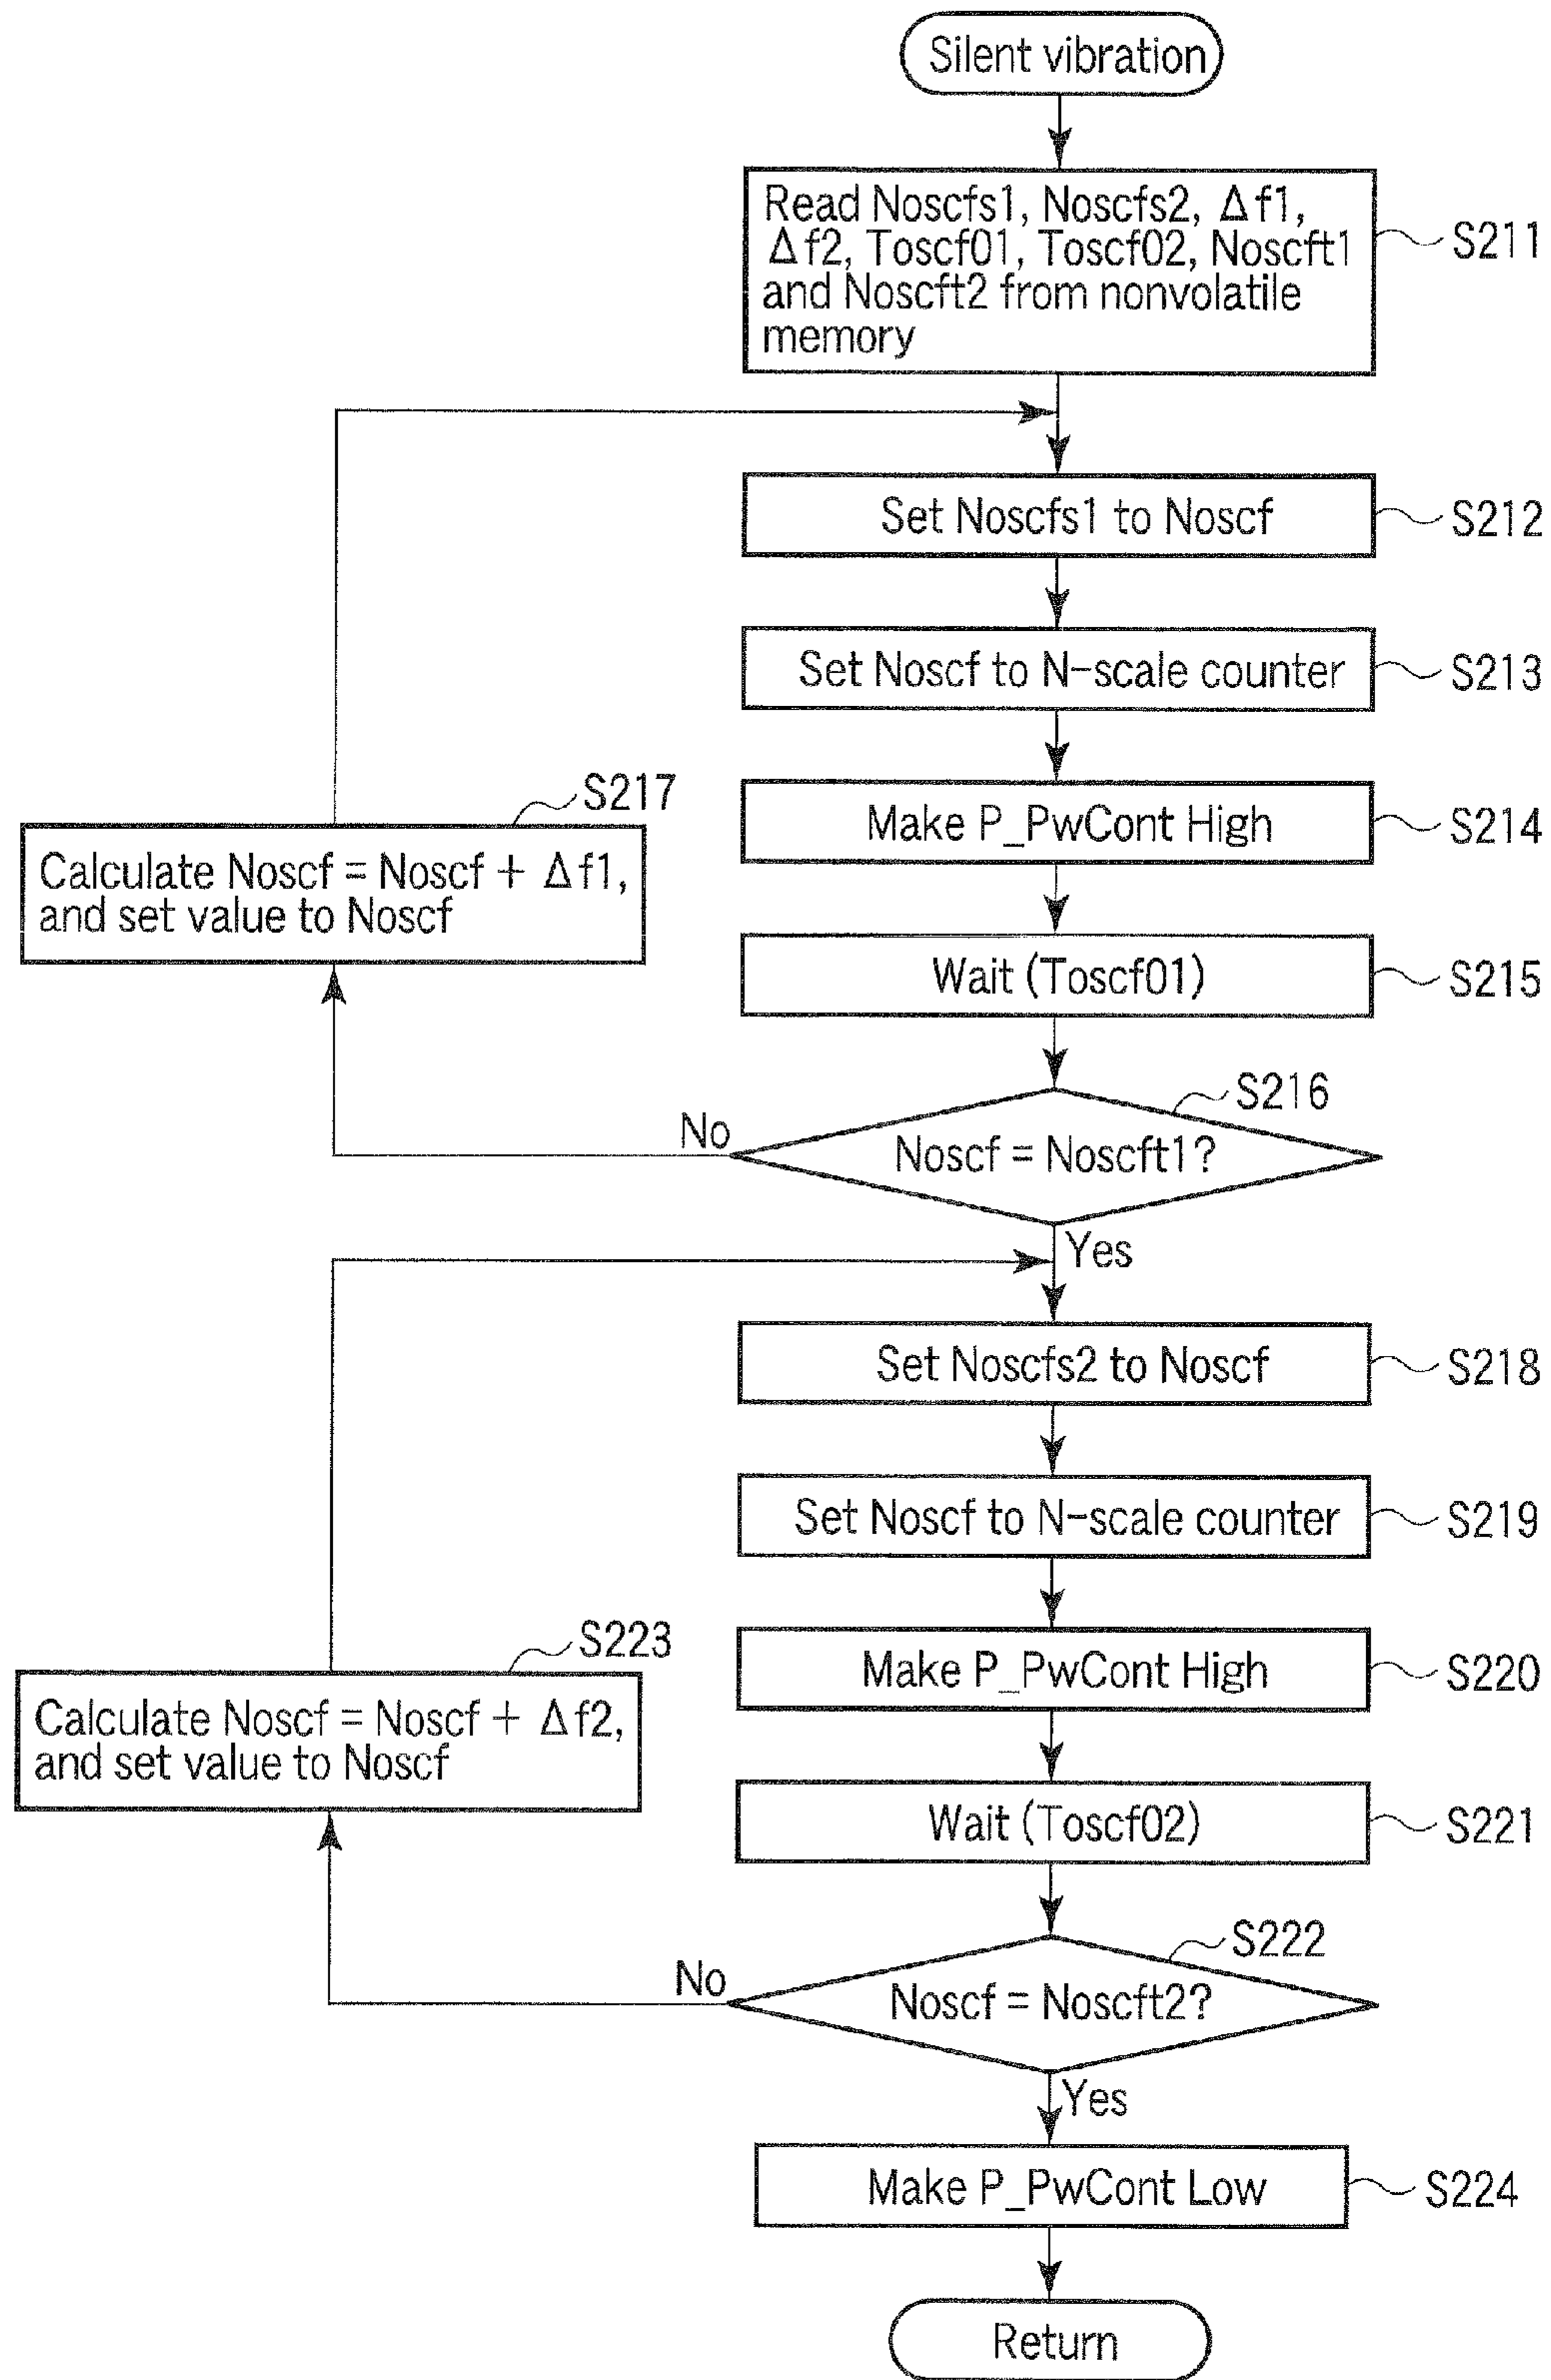 Silent vibration
Read Noscfs1, Noscfs2, Δf1,
Δf2, Toscf01, Toscf02, Noscft1
and Noscft2 from nonvolatile
memory
S211
Set Noscfs1 to Noscf
S212
Set Noscf to N-scale counter
S213
Make P_PwCont High
S214
S217
Calculate Noscf = Noscf + Δf1,
and set value to Noscf
Wait (Toscf01)
S215
S216
No
Noscf = Noscft1?
Yes
Set Noscfs2 to Noscf
S218
Set Noscf to N-scale counter
S219
Make P_PwCont High
S220
S223
Calculate Noscf = Noscf + Δf2,
and set value to Noscf
Wait (Toscf02)
S221
S222
No
Noscf = Noscft2?
Yes
Make P_PwCont Low
S224
Return